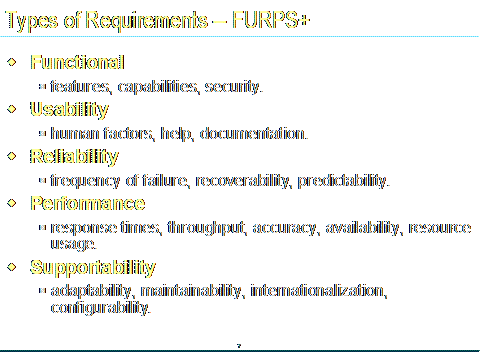 Types of Requirements – FURPS+
Functional
features, capabilities, security.
Usability
human factors, help, documentation.
Reliability
frequency of failure, recoverability, predictability.
Performance
response times, throughput, accuracy, availability, resource
usage.
Supportability
adaptability, maintainability, internationalization,
configurability.